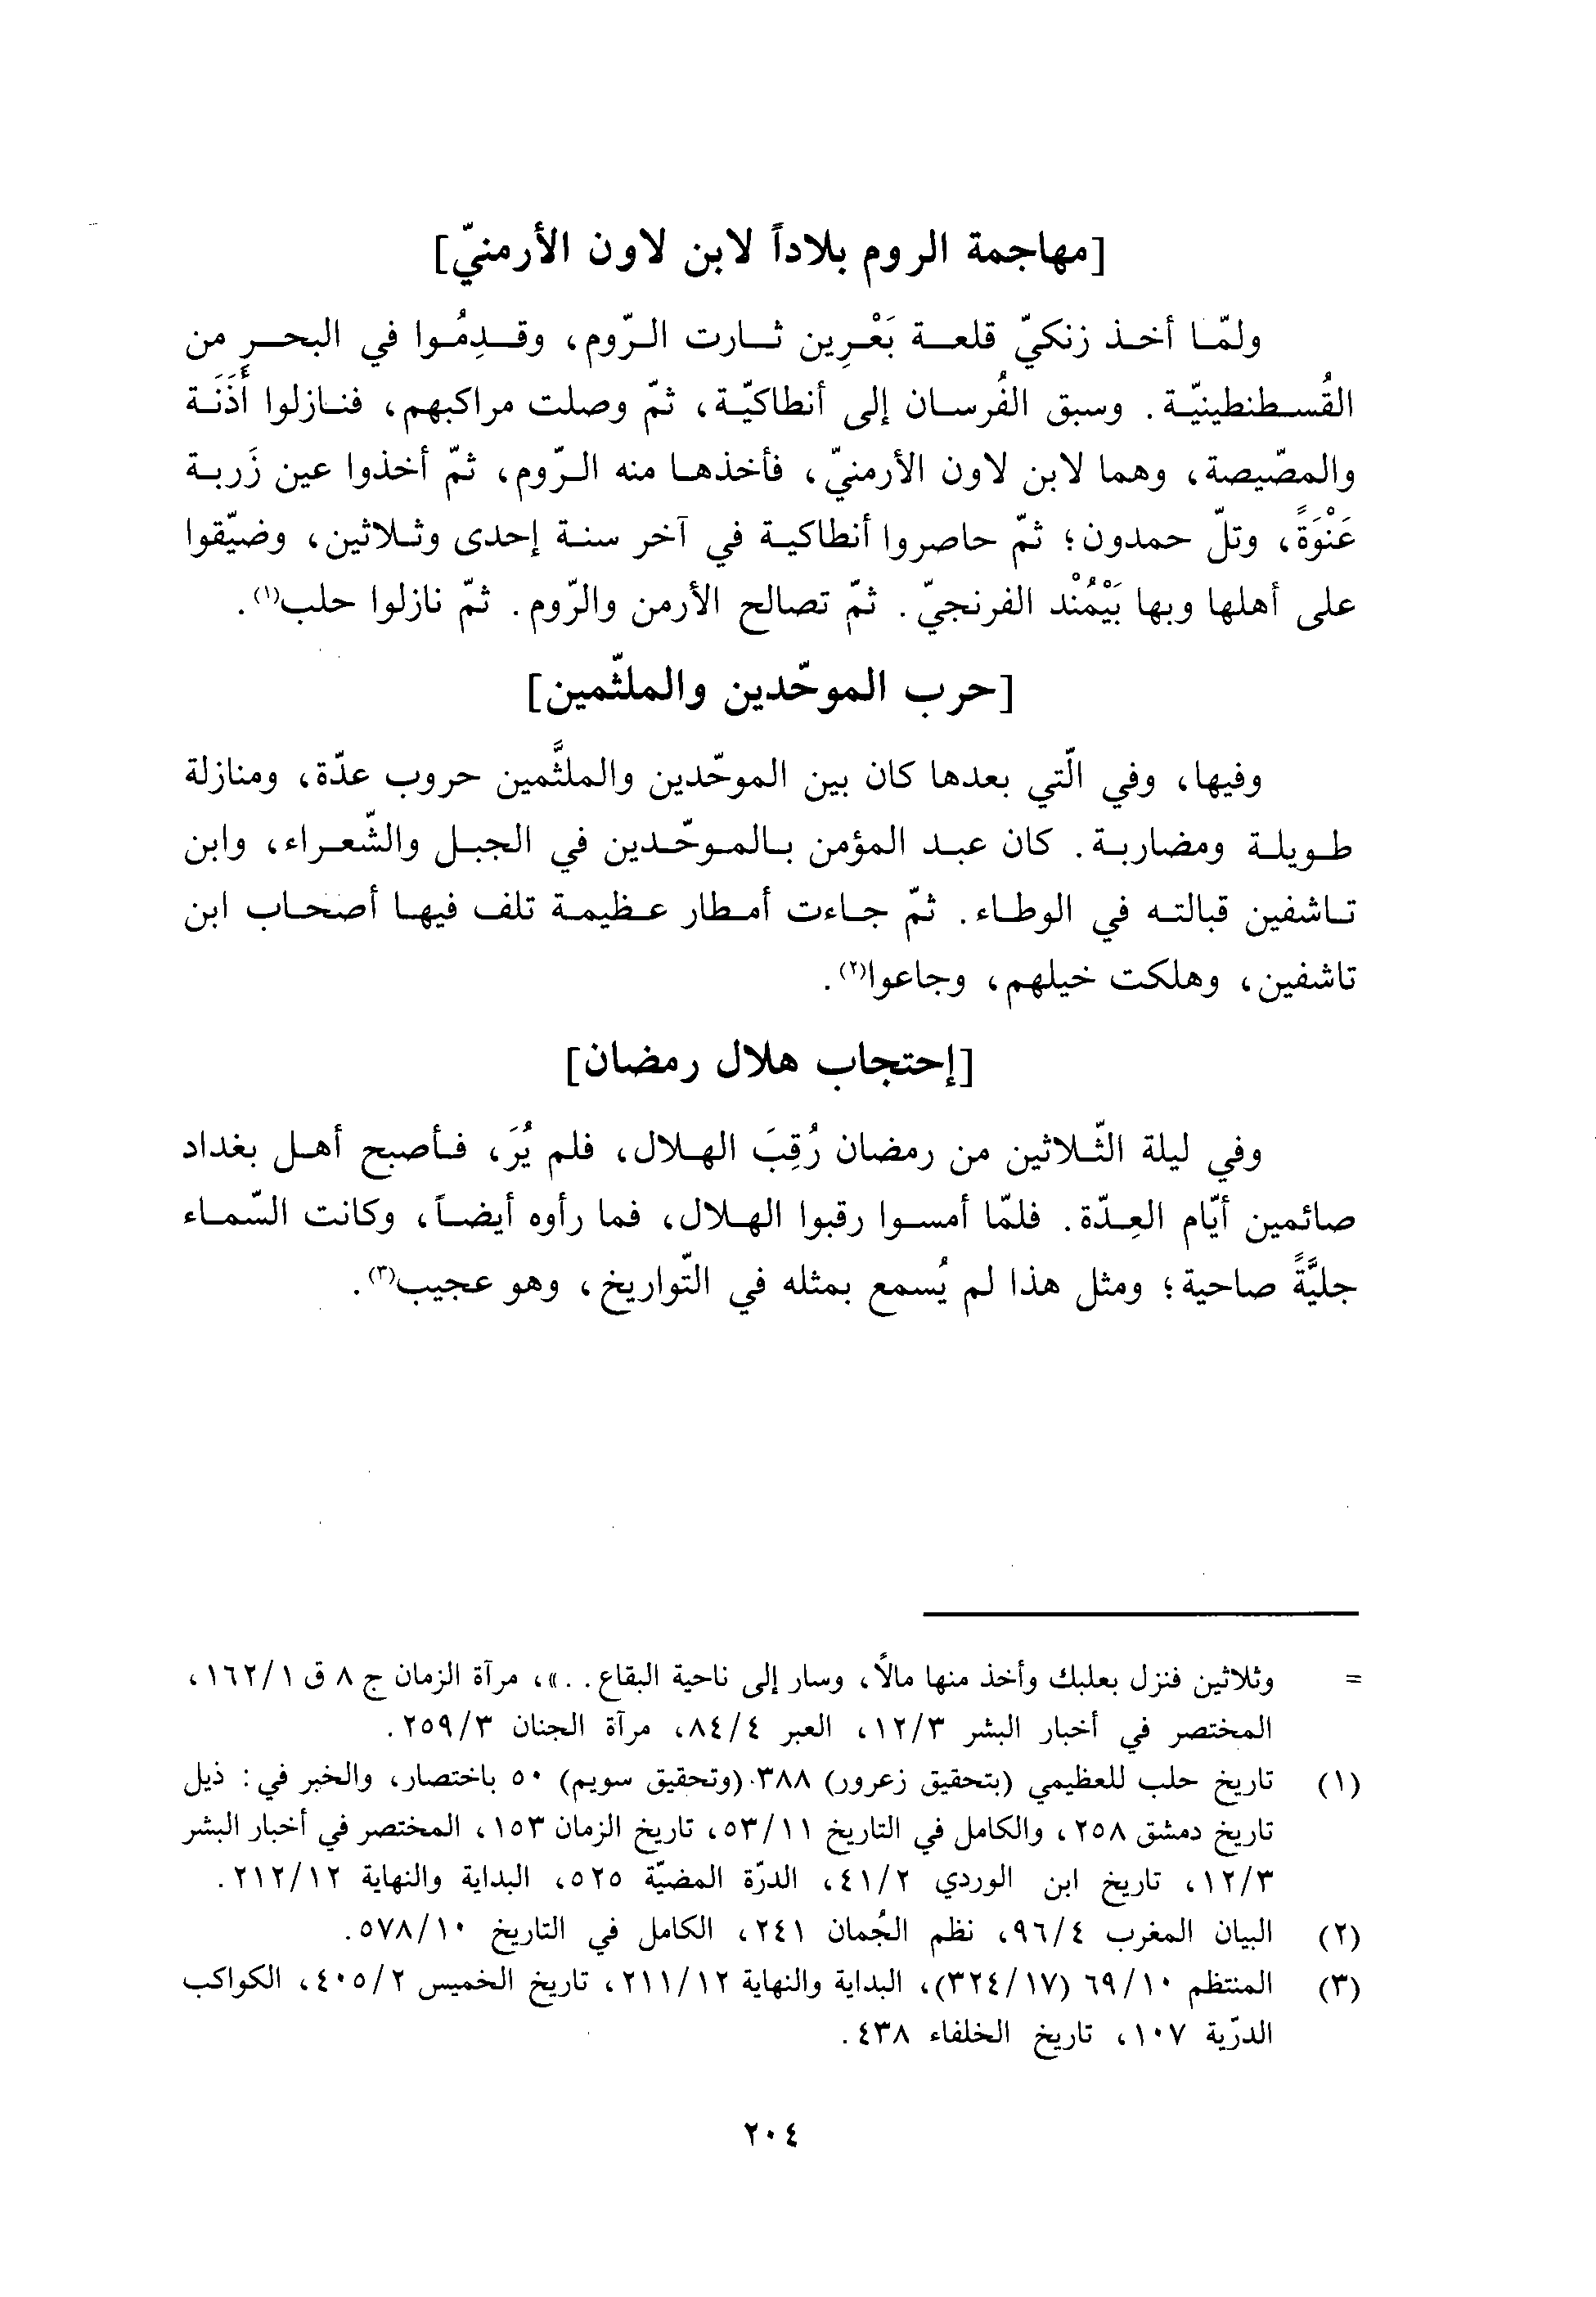 [مهاجمة الروم بلاداً لابن لاون الأرمنيّ]
ولمّا أخذ زنكيّ قلعة بَعْرِين ثارت الرّوم، وقدِمُوا في البحر من
القُسطنطينيّة. وسبق الفُرسان إلى أنطاكيّة، ثمّ وصلت مراكبهم، فنازلوا أَذَنَة
والمصّيصة، وهما لابن لاون الأرمنيّ، فأخذها منه الرّوم، ثمّ أخذوا عين زَربة
عَنْوَةً، وتلّ حمدون؛ ثمّ حاصروا أنطاكية في آخر سنة إحدى وثلاثين، وضيّقوا
على أهلها وبها بَيْمُنْد الفرنجيّ. ثمّ تصالح الأرمن والرّوم. ثمّ نازلوا حلب(١).
[حرب الموحّدين والملثّمين]
وفيها، وفي الّتي بعدها كان بين الموحّدين والملثَّمين حروب عدّة، ومنازلة
طويلة ومضاربة. كان عبد المؤمن بالموحّدين في الجبل والشّعراء، وابن
تاشفين قبالته في الوطاء. ثمّ جاءت أمطار عظيمة تلف فيها أصحاب ابن
تاشفين، وهلكت خيلهم، وجاعوا(٢).
[إحتجاب هلال رمضان]
وفي ليلة الثّلاثين من رمضان رُقِبَ الهلال، فلم يُرَ، فأصبح أهل بغداد
صائمين أيّام العِدّة. فلمّا أمسوا رقبوا الهلال، فما رأوه أيضاً، وكانت السّماء
جليَّةً صاحية؛ ومثل هذا لم يُسمع بمثله في التّواريخ، وهو عجيب(٣).
= وثلاثين فنزل بعلبك وأخذ منها مالاً، وسار إلى ناحية البقاع. .»، مرآة الزمان ج ٨ ق ١٦٢/١،
المختصر في أخبار البشر ١٢/٣، العبر ٨٤/٤، مرآة الجنان ٢٥٩/٣.
(١) تاريخ حلب للعظيمي (بتحقيق زعرور) ٣٨٨ (وتحقيق سويم) ٥٠ باختصار، والخبر في: ذيل
تاريخ دمشق ٢٥٨، والكامل في التاريخ ٥٣/١١، تاريخ الزمان ١٥٣، المختصر في أخبار البشر
١٢/٣، تاريخ ابن الوردي ٤١/٢، الدرّة المضيّة ٥٢٥، البداية والنهاية ٢١٢/١٢.
(٢) البيان المغرب ٩٦/٤، نظم الجُمان ٢٤١، الكامل في التاريخ ٥٧٨/١٠.
(٣) المنتظم ٦٩/١٠ (٣٢٤/١٧)، البداية والنهاية ٢١١/١٢، تاريخ الخميس ٤٠٥/٢، الكواكب
الدرّية ١٠٧، تاريخ الخلفاء ٤٣٨.
٢٠٤